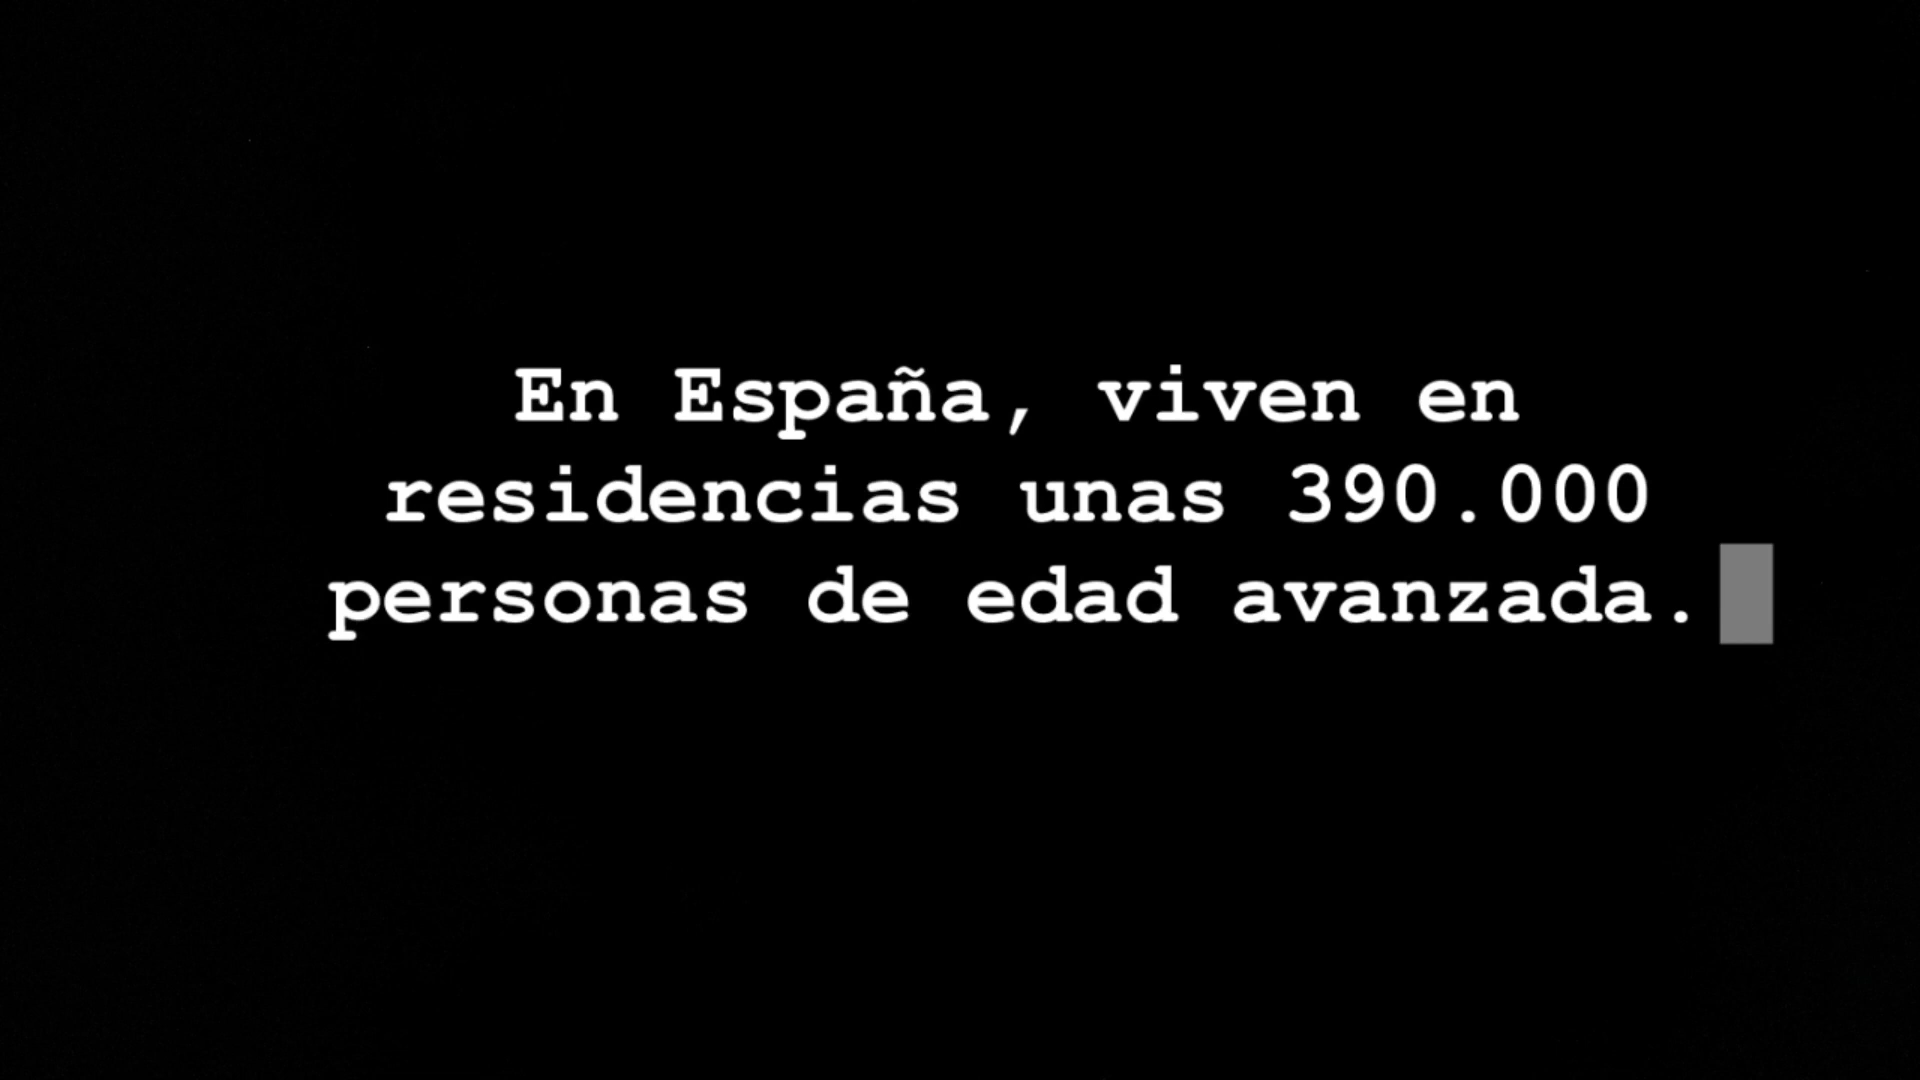 En España, viven en
residencias unas 390.000
personas de edad avanzada.